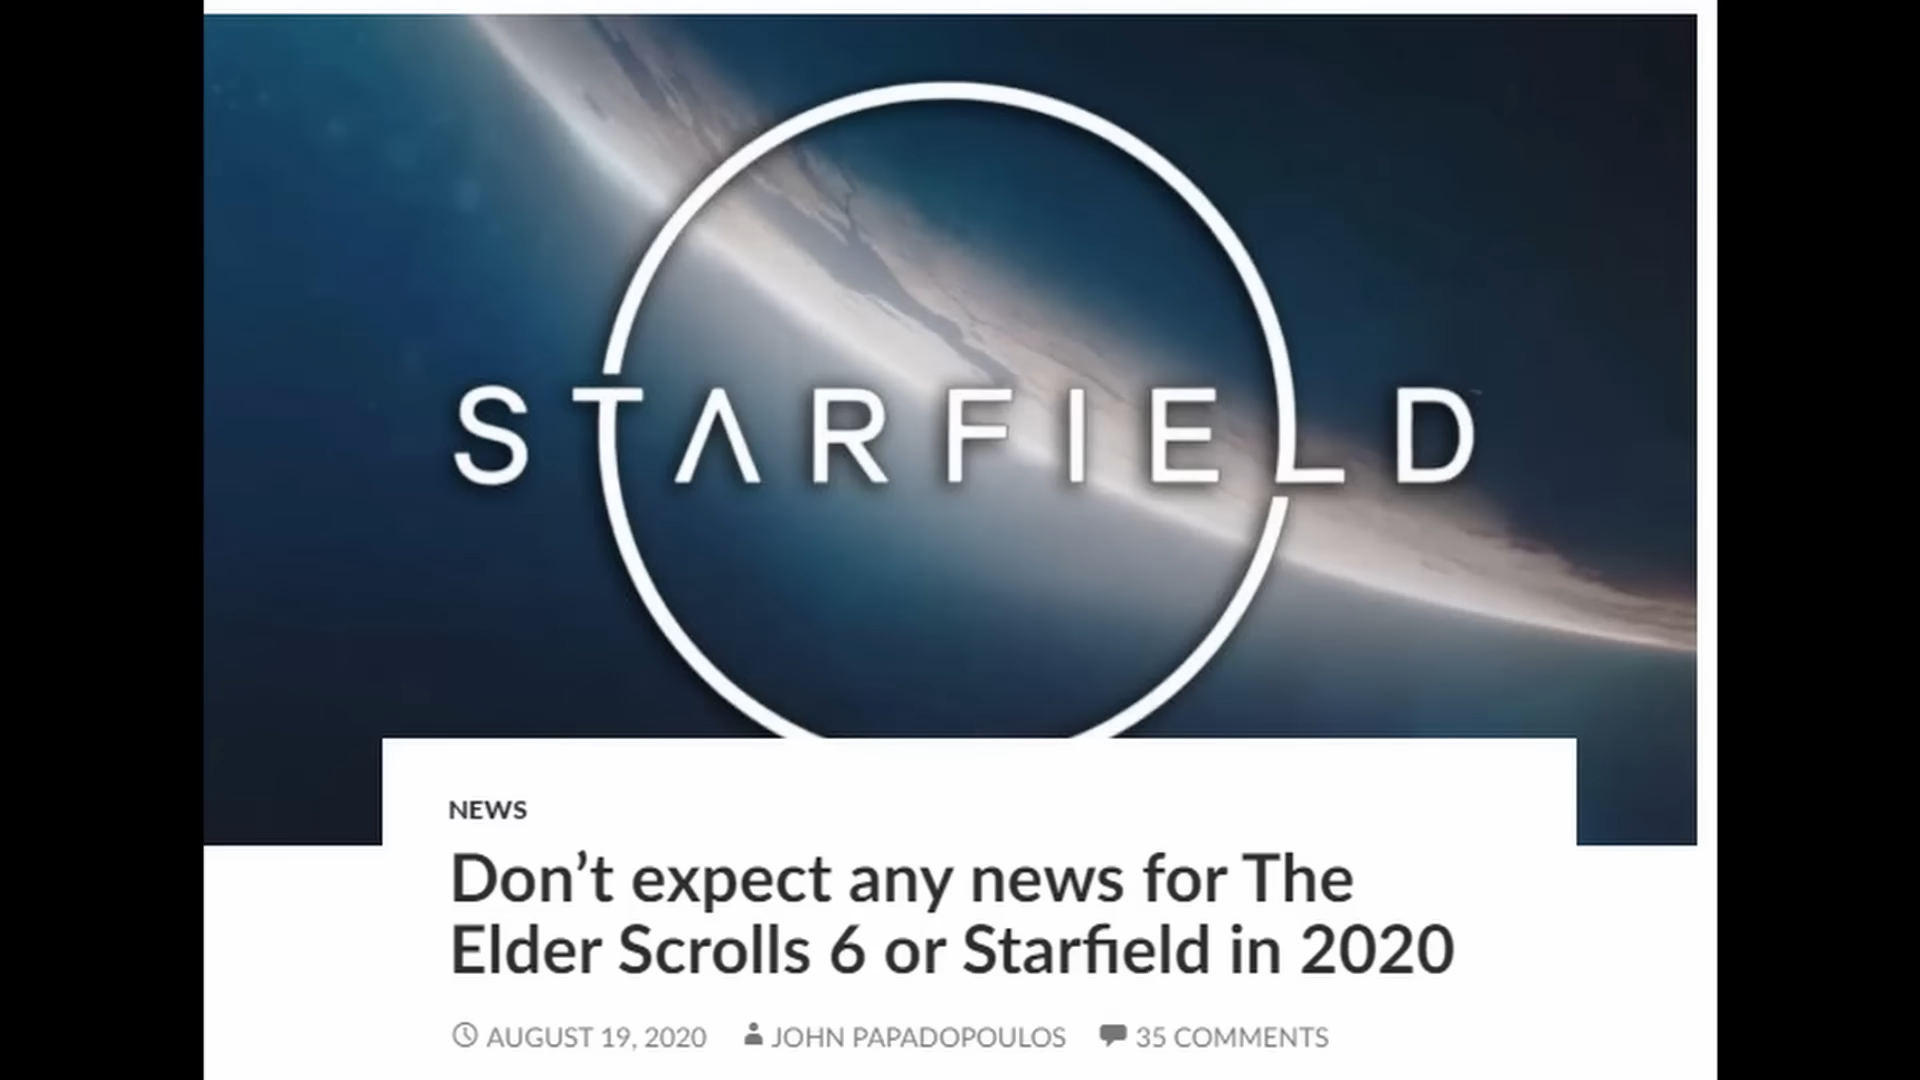 STARFIELD
NEWS
Don’t expect any news for The
Elder Scrolls 6 or Starfield in 2020
AUGUST 19, 2020 JOHN PAPADOPOULOS 35 COMMENTS